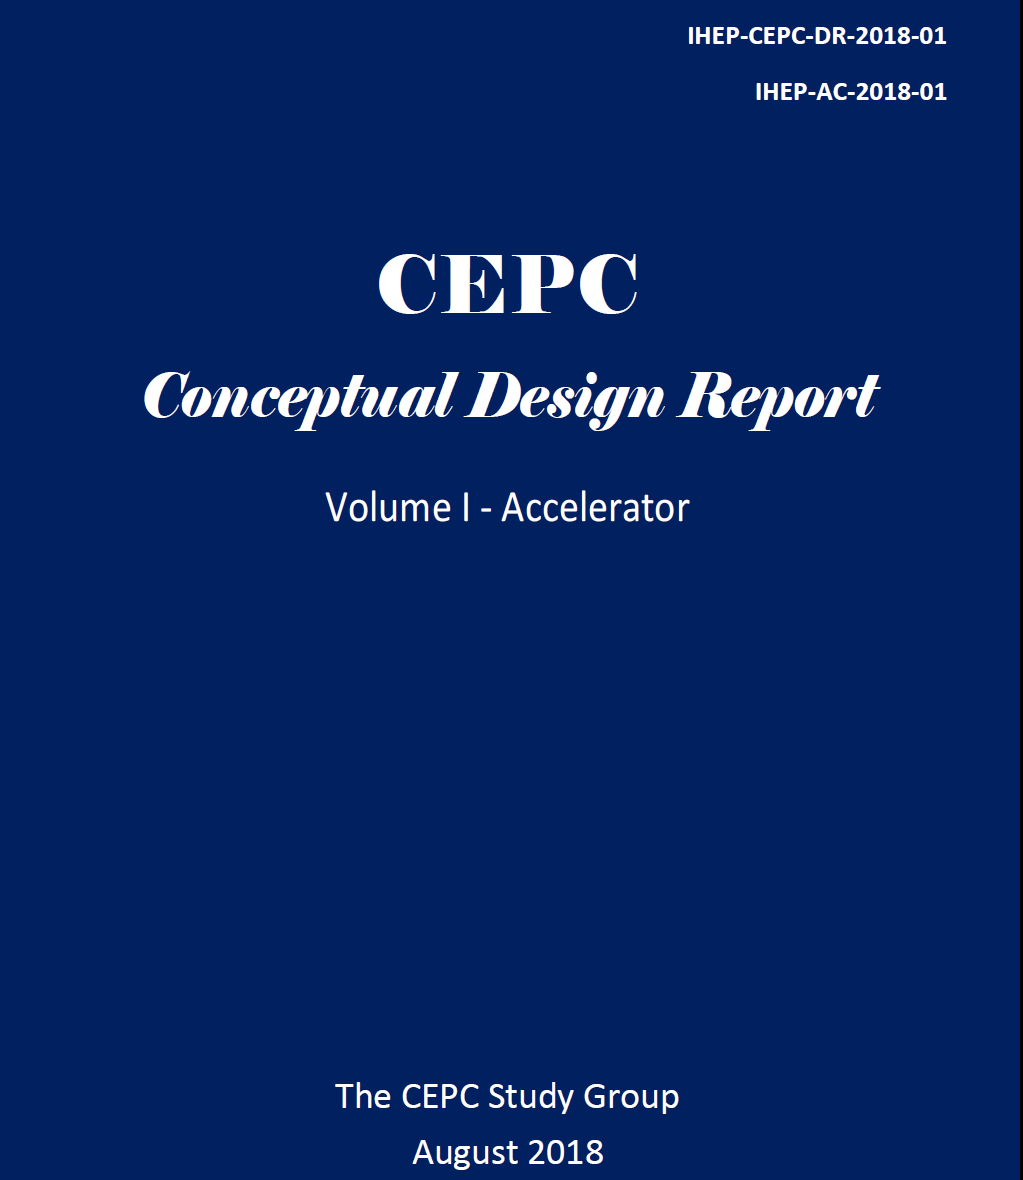 IHEP-CEPC-DR-2018-01
IHEP-AC-2018-01
CEPC
Conceptual Design Report
Volume I - Accelerator
The CEPC Study Group
August 2018